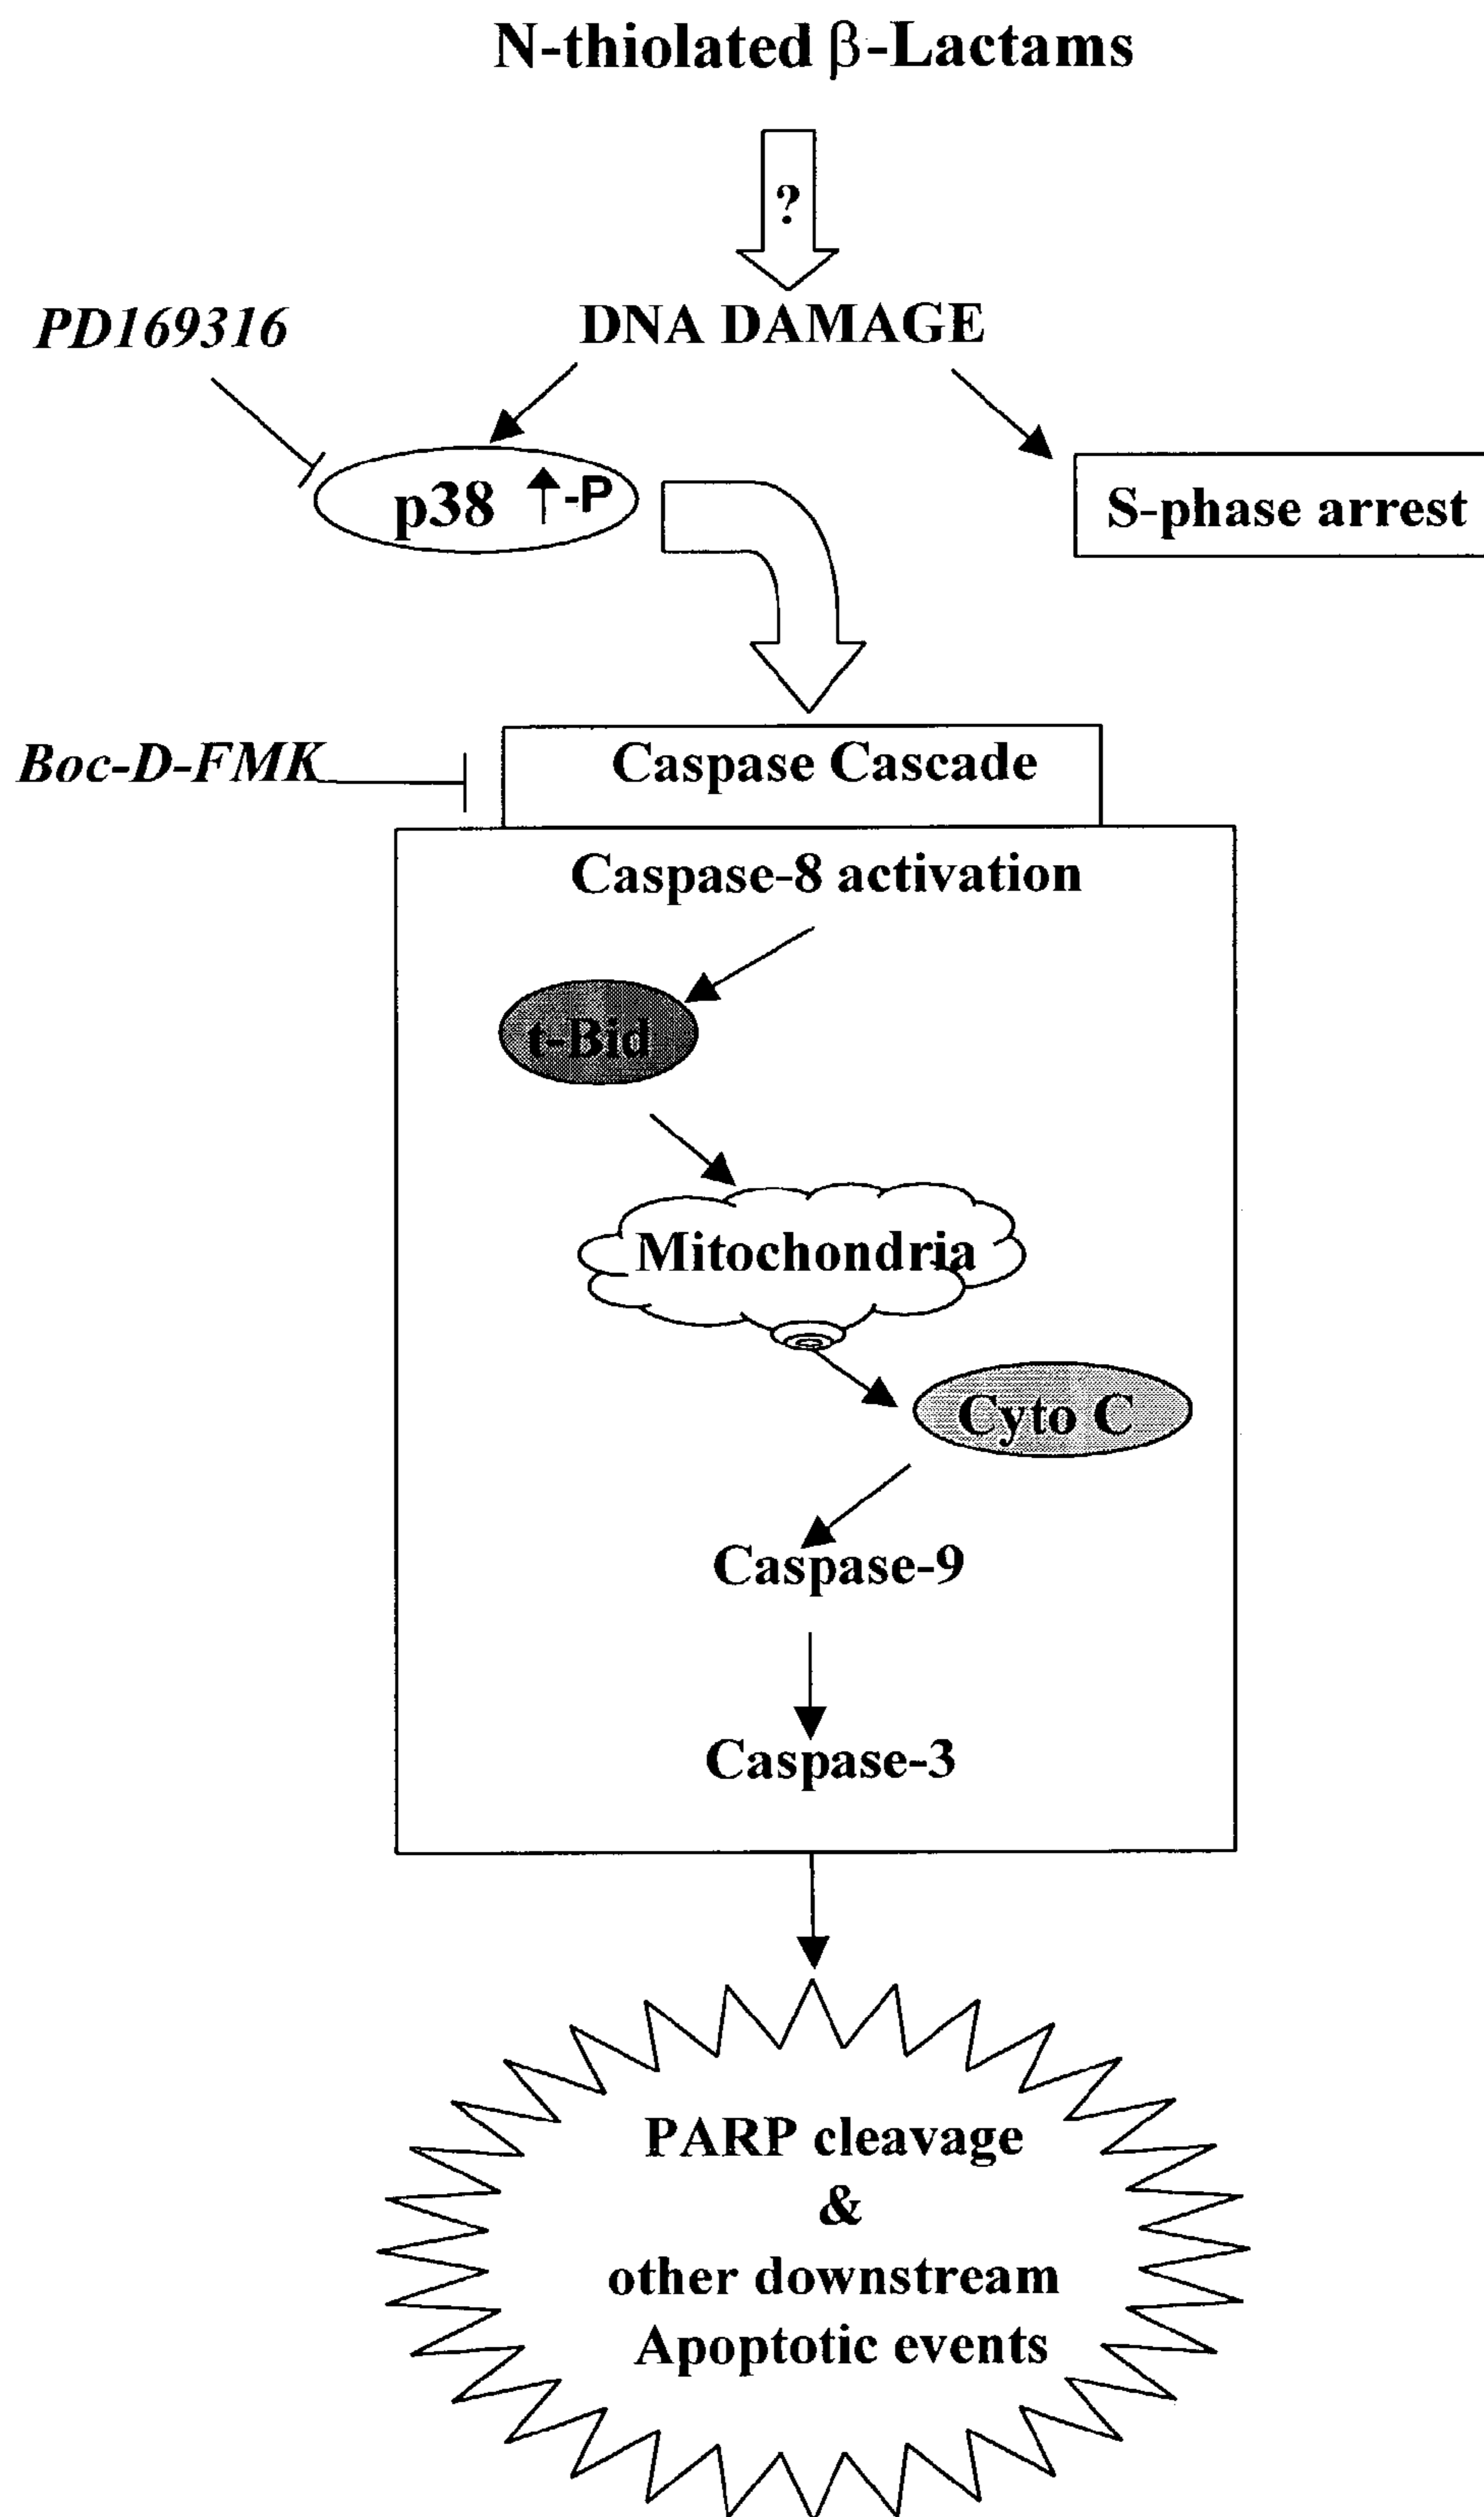 N-thiolated β-Lactams
?
PD169316
DNA DAMAGE
p38 ↑-P
S-phase arrest
Boc-D-FMK
Caspase Cascade
Caspase-8 activation
t-Bid
Mitochondria
Cyto C
Caspase-9
Caspase-3
PARP cleavage
&
other downstream
Apoptotic events